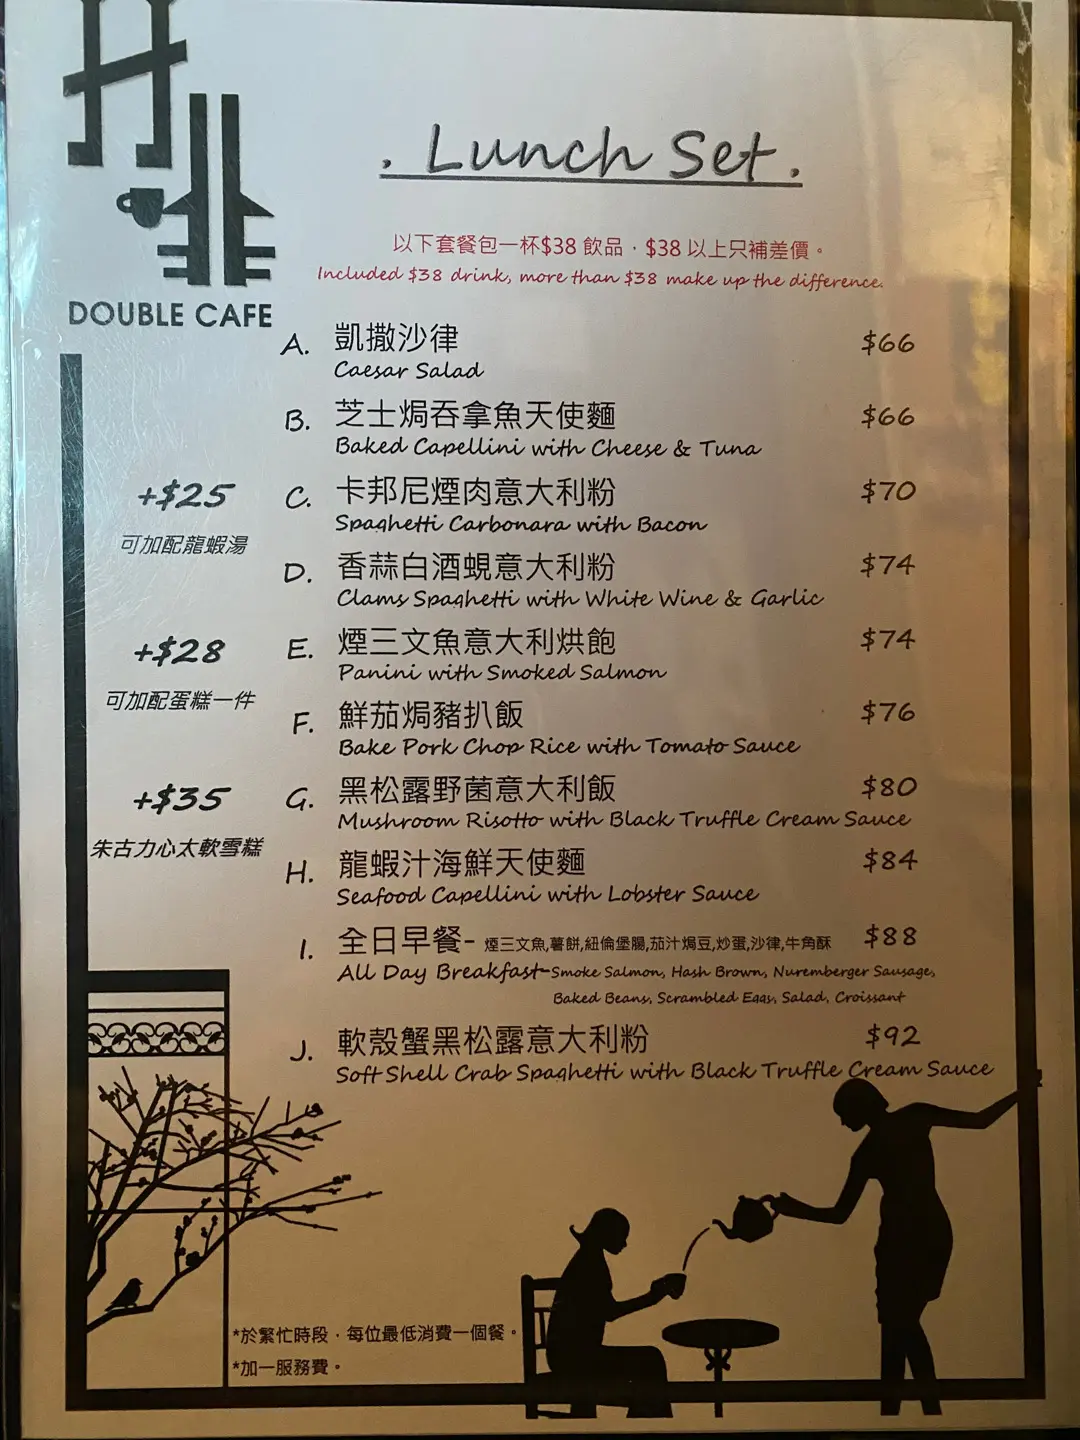 DOUBLE CAFE
. Lunch Set .
以下套餐包一杯$38 飲品，$38 以上只補差價。
Included $38 drink, more than $38 make up the difference.
A. 凱撒沙律 $66
Caesar Salad
B. 芝士焗吞拿魚天使麵 $66
Baked Capellini with Cheese & Tuna
C. 卡邦尼煙肉意大利粉 $70
Spaghetti Carbonara with Bacon
D. 香蒜白酒蜆意大利粉 $74
Clams Spaghetti with White Wine & Garlic
E. 煙三文魚意大利烘飽 $74
Panini with Smoked Salmon
F. 鮮茄焗豬扒飯 $76
Bake Pork Chop Rice with Tomato Sauce
G. 黑松露野菌意大利飯 $80
Mushroom Risotto with Black Truffle Cream Sauce
H. 龍蝦汁海鮮天使麵 $84
Seafood Capellini with Lobster Sauce
I. 全日早餐- 煙三文魚,薯餅,紐倫堡腸,茄汁焗豆,炒蛋,沙律,牛角酥 $88
All Day Breakfast-Smoke Salmon, Hash Brown, Nuremberger Sausage,
Baked Beans, Scrambled Eggs, Salad, Croissant
J. 軟殼蟹黑松露意大利粉 $92
Soft Shell Crab Spaghetti with Black Truffle Cream Sauce
+$25
可加配龍蝦湯
+$28
可加配蛋糕一件
+$35
朱古力心太軟雪糕
*於繁忙時段，每位最低消費一個餐。
*加一服務費。